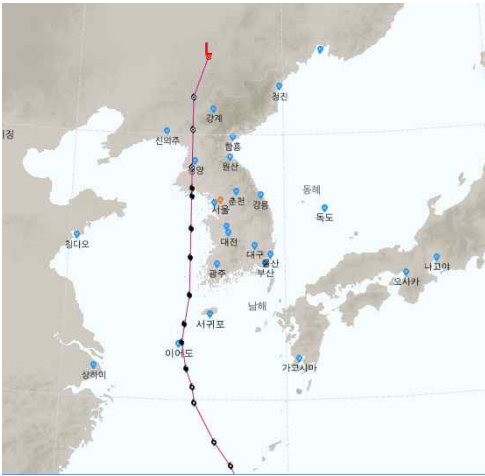 L
청진
강계
징
신의주
함흥
원산
양
동해
춘천
강릉
서울
독도
칭다오
대전
대구
울산
부산
광주
나고야
오사카
남해
서귀포
이어도
가고시마
상하이